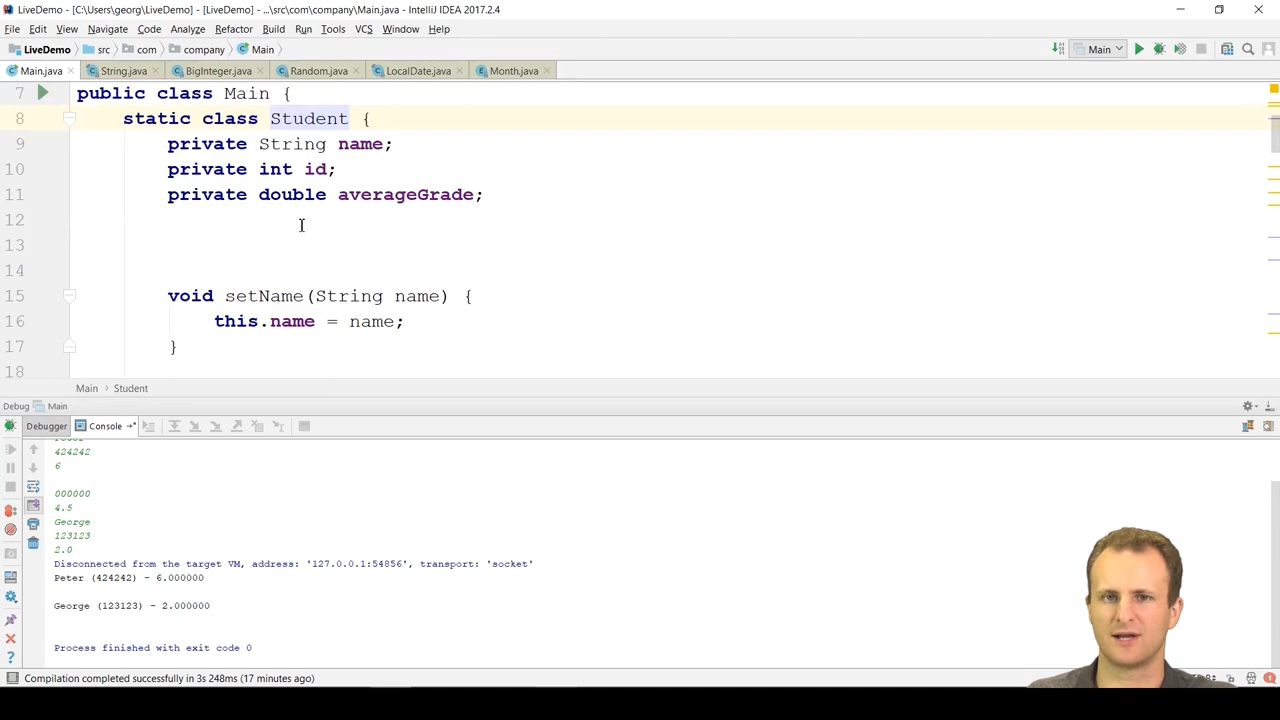 LiveDemo - [C:\Users\georg\LiveDemo] - [LiveDemo] - ...\src\com\company\Main.java - IntelliJ IDEA 2017.2.4
File Edit View Navigate Code Analyze Refactor Build Run Tools VCS Window Help
LiveDemo src com company Main Main
Main.java String.java BigInteger.java Random.java LocalDate.java Month.java
7 public class Main {
8 static class Student {
9 private String name;
10 private int id;
11 private double averageGrade;
12
13
14
15 void setName(String name) {
16 this.name = name;
17 }
18
Main Student
Debug Main
Debugger Console
424242
6
000000
4.5
George
123123
2.0
Disconnected from the target VM, address: '127.0.0.1:54856', transport: 'socket'
Peter (424242) - 6.000000
George (123123) - 2.000000
Process finished with exit code 0
Compilation completed successfully in 3s 248ms (17 minutes ago)